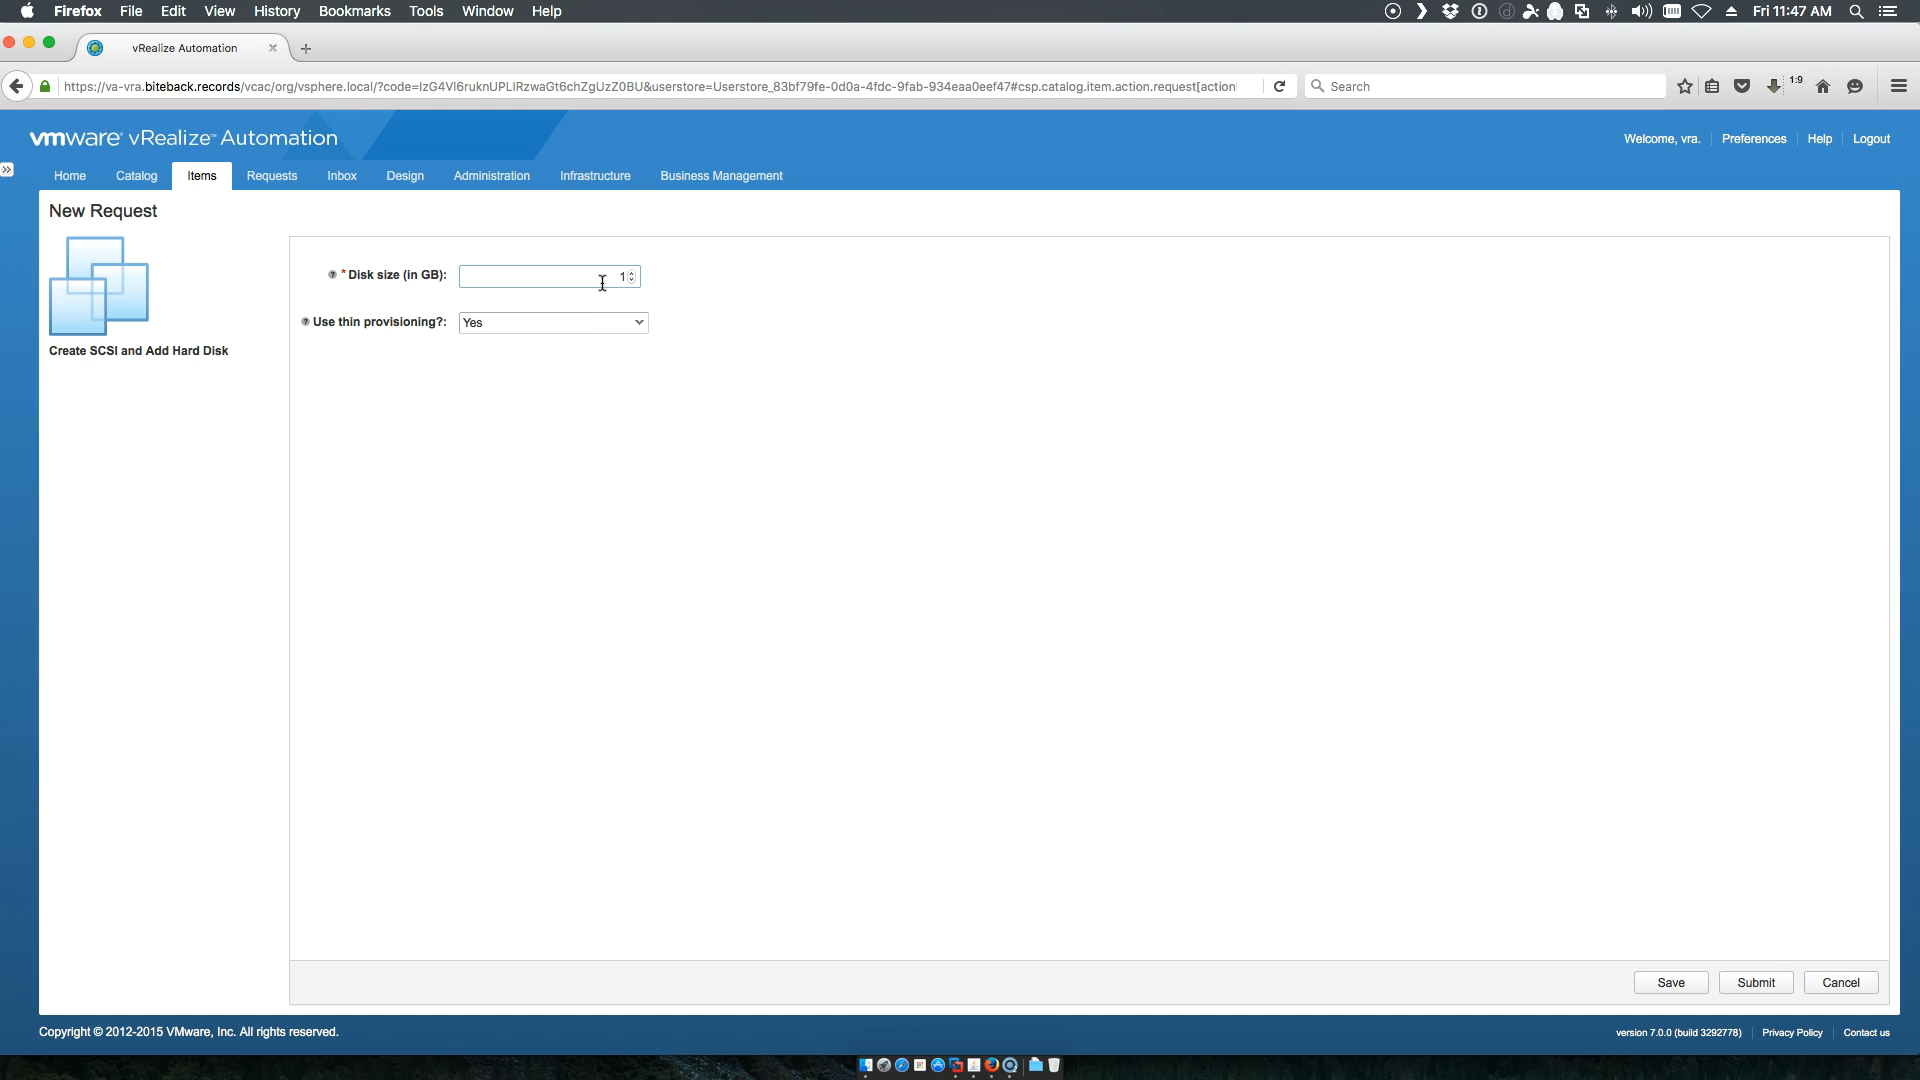 Firefox File Edit View History Bookmarks Tools Window Help
Fri 11:47 AM
vRealize Automation
https://va-vra.biteback.records/vcac/org/vsphere.local/?code=IzG4Vl6ruknUPLIRzwaGt6chZgUzZ0BU&userstore=Userstore_83bf79fe-0d0a-4fdc-9fab-934eaa0eef47#csp.catalog.item.action.request[action
Search
1:9
vmware vRealize™ Automation
Welcome, vra. Preferences Help Logout
Home Catalog Items Requests Inbox Design Administration Infrastructure Business Management
New Request
* Disk size (in GB): 1
Use thin provisioning?: Yes
Create SCSI and Add Hard Disk
Save Submit Cancel
Copyright © 2012-2015 VMware, Inc. All rights reserved.
version 7.0.0 (build 3292778) Privacy Policy Contact us